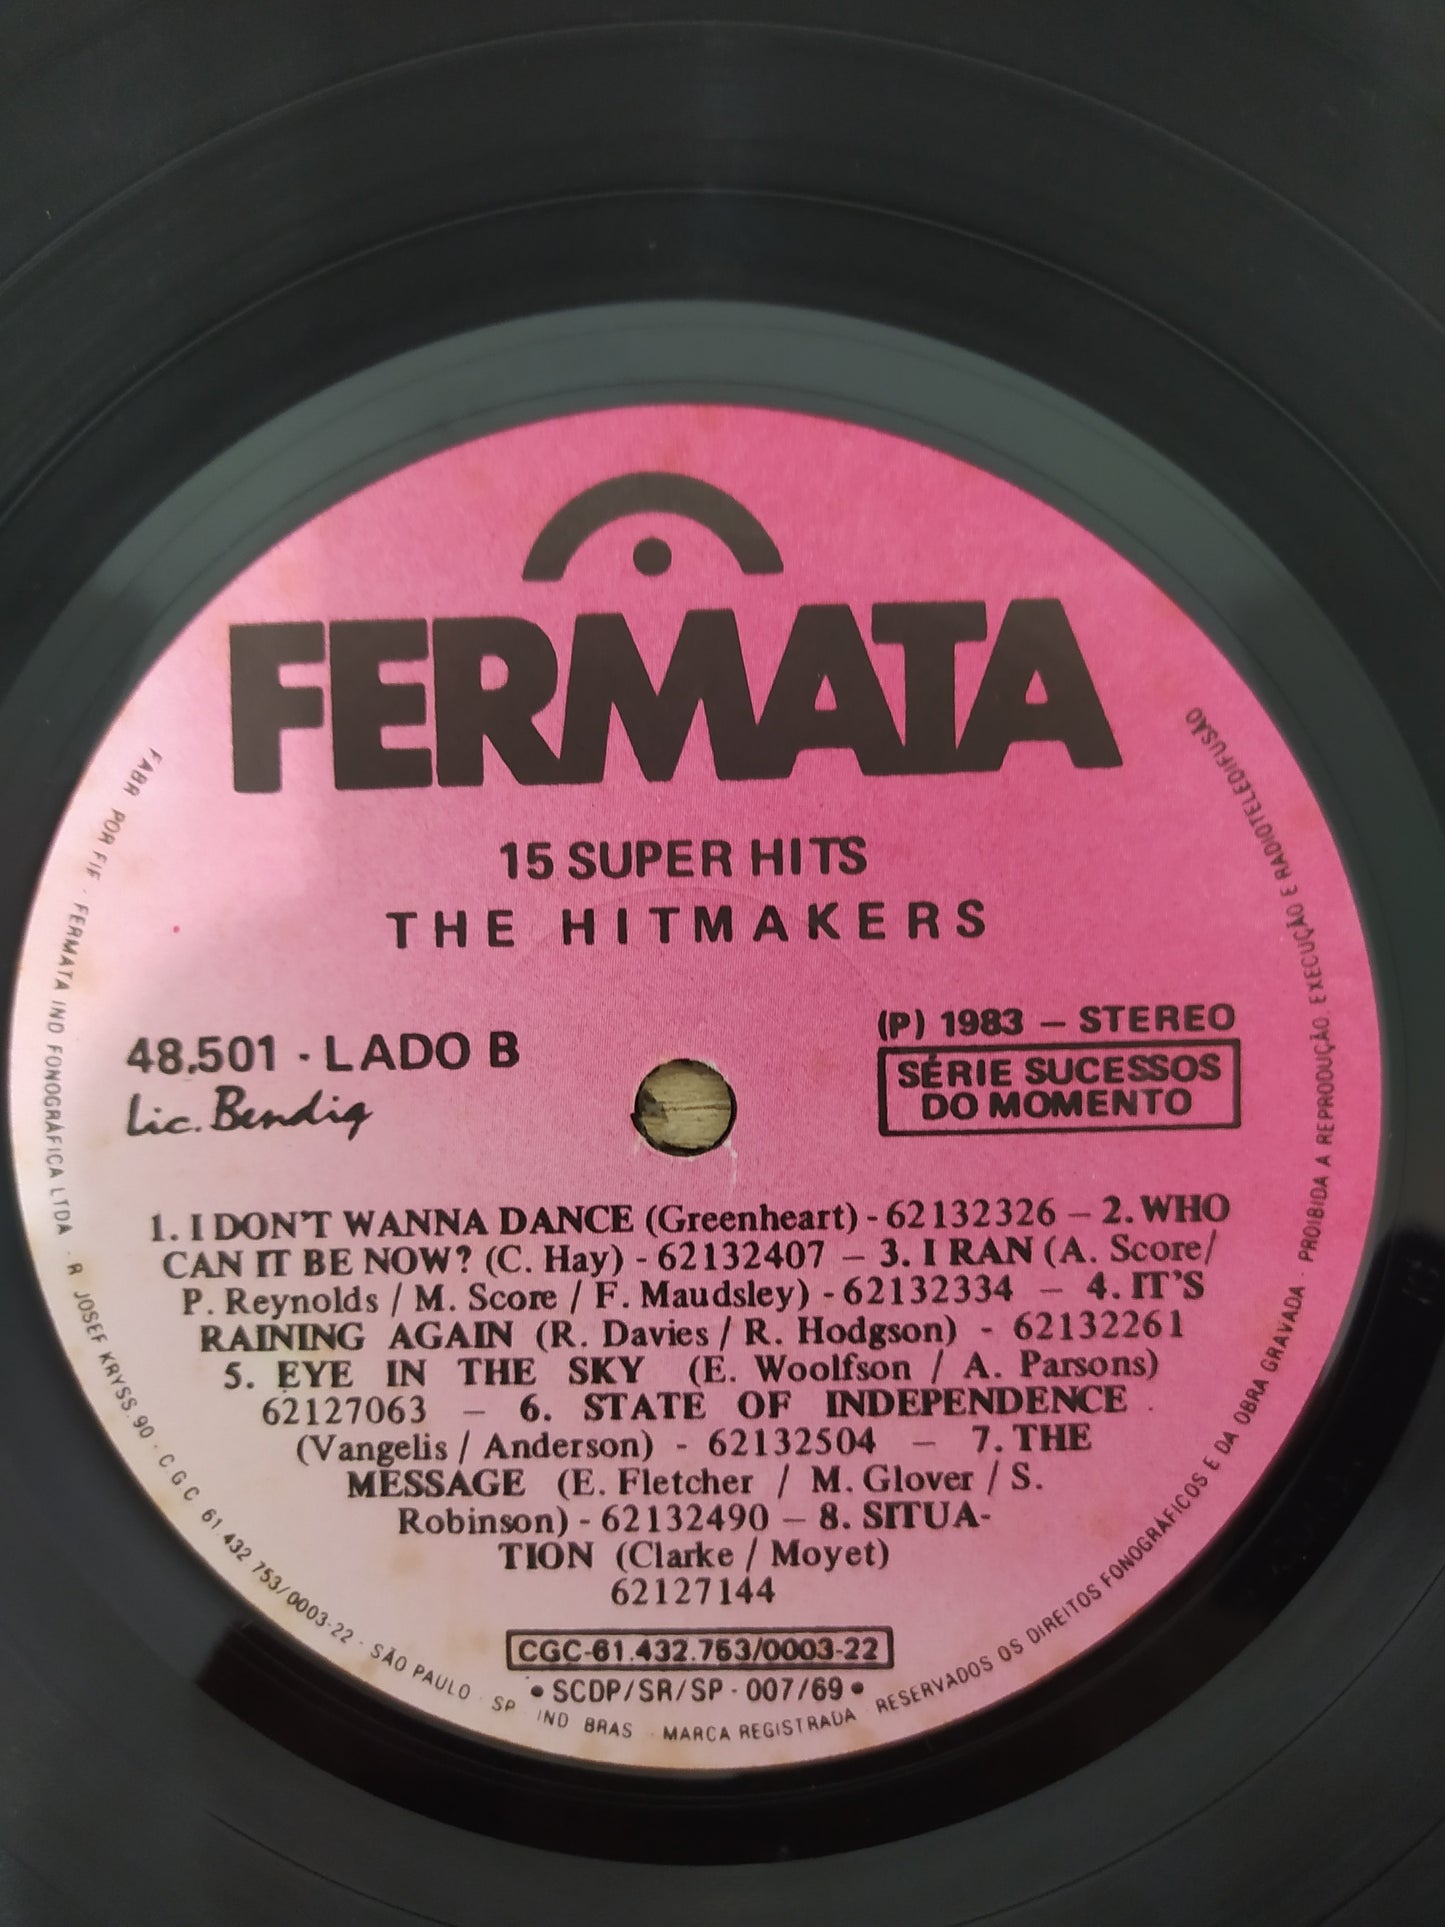 FERMATA
15 SUPER HITS
THE HITMAKERS
48.501 - LADO B
Lic. Bendig
(P) 1983 – STEREO
SÉRIE SUCESSOS
DO MOMENTO
1. I DON'T WANNA DANCE (Greenheart) - 62132326 – 2. WHO
CAN IT BE NOW? (C. Hay) - 62132407 – 3. I RAN (A. Score/
P. Reynolds / M. Score / F. Maudsley) - 62132334 – 4. IT'S
RAINING AGAIN (R. Davies / R. Hodgson) - 62132261
5. EYE IN THE SKY (E. Woolfson / A. Parsons)
62127063 – 6. STATE OF INDEPENDENCE
(Vangelis / Anderson) - 62132504 – 7. THE
MESSAGE (E. Fletcher / M. Glover / S.
Robinson) - 62132490 – 8. SITUA-
TION (Clarke / Moyet)
62127144
CGC-61.432.753/0003-22
• SCDP/SR/SP - 007/69 •
FABR POR FIF · FERMATA IND FONOGRÁFICA LTDA · R JOSEF KRYSS. 90 · C.G.C 61.432 753/0003-22 · SÃO PAULO · SP · IND BRAS · MARCA REGISTRADA · RESERVADOS OS DIREITOS FONOGRÁFICOS E DA OBRA GRAVADA · PROIBIDA A REPRODUÇÃO, EXECUÇÃO E RADIOTELEDIFUSÃO